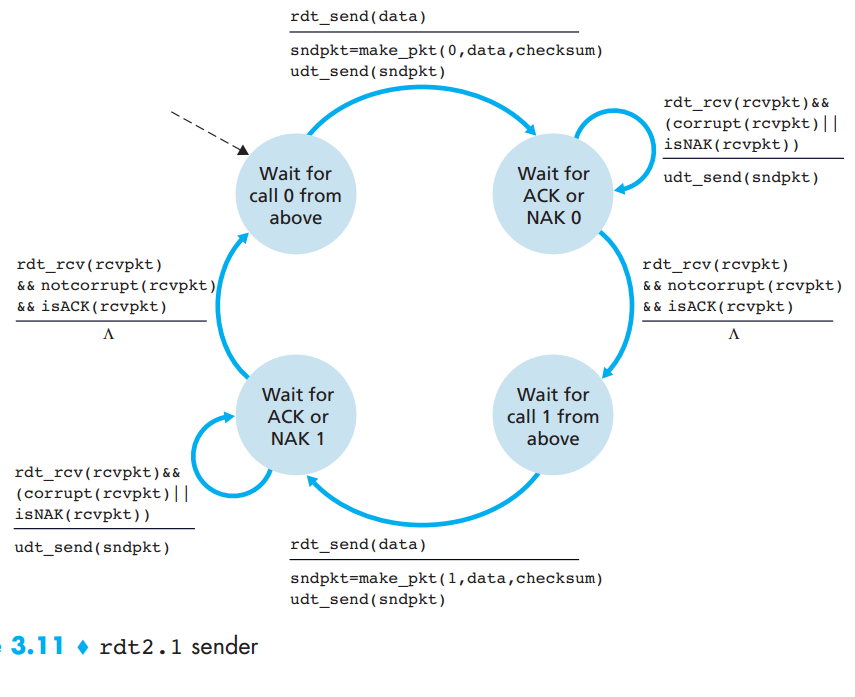 rdt_send(data)
sndpkt=make_pkt(0,data,checksum)
udt_send(sndpkt)
rdt_rcv(rcvpkt)&&
(corrupt(rcvpkt)||
isNAK(rcvpkt))
udt_send(sndpkt)
Wait for
call 0 from
above
Wait for
ACK or
NAK 0
rdt_rcv(rcvpkt)
&& notcorrupt(rcvpkt)
&& isACK(rcvpkt)
Λ
rdt_rcv(rcvpkt)
&& notcorrupt(rcvpkt)
&& isACK(rcvpkt)
Λ
Wait for
ACK or
NAK 1
Wait for
call 1 from
above
rdt_rcv(rcvpkt)&&
(corrupt(rcvpkt)||
isNAK(rcvpkt))
udt_send(sndpkt)
rdt_send(data)
sndpkt=make_pkt(1,data,checksum)
udt_send(sndpkt)
3.11 ♦ rdt2.1 sender